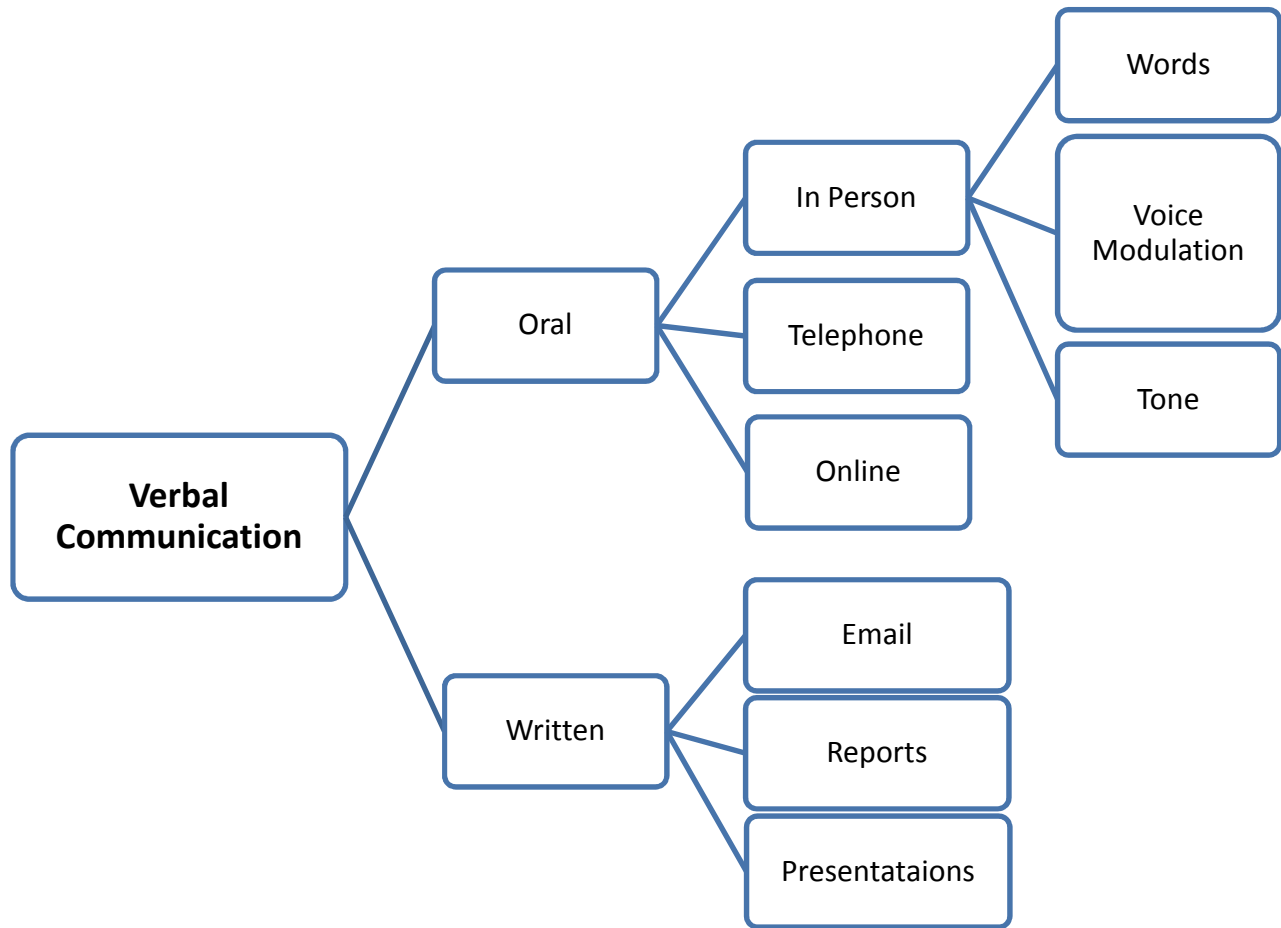 Verbal
Communication
Oral
In Person
Words
Voice
Modulation
Tone
Telephone
Online
Written
Email
Reports
Presentataions